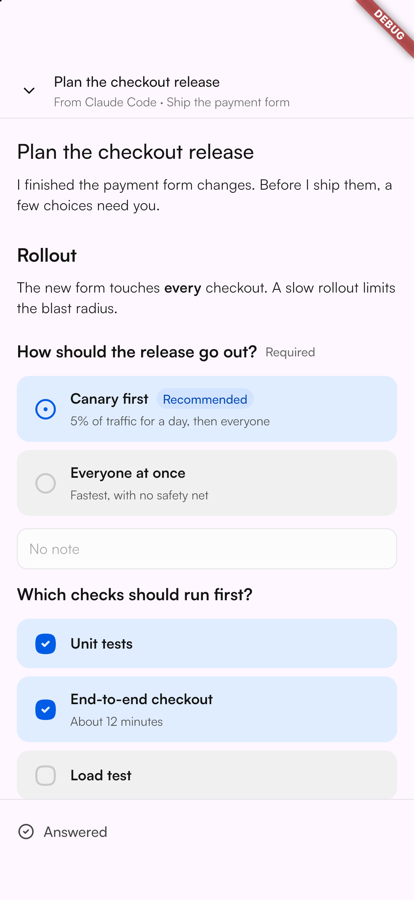 DEBUG
Plan the checkout release
From Claude Code • Ship the payment form
Plan the checkout release
I finished the payment form changes. Before I ship them, a
few choices need you.
Rollout
The new form touches every checkout. A slow rollout limits
the blast radius.
How should the release go out? Required
Canary first Recommended
5% of traffic for a day, then everyone
Everyone at once
Fastest, with no safety net
No note
Which checks should run first?
Unit tests
End-to-end checkout
About 12 minutes
Load test
Answered